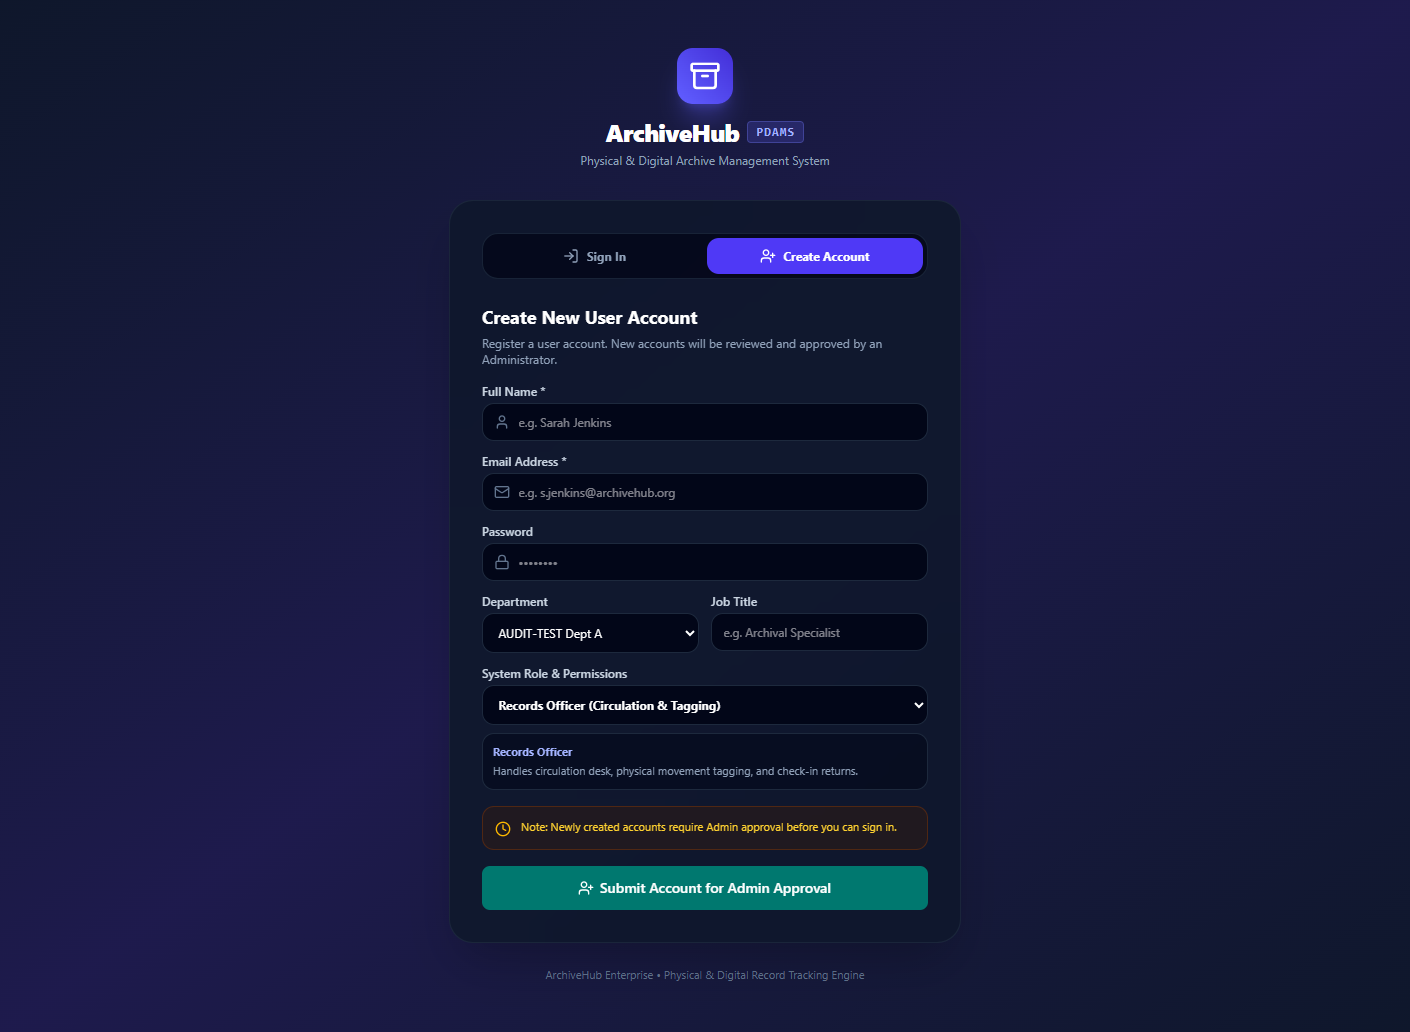 ArchiveHub PDAMS
Physical & Digital Archive Management System
Sign In
Create Account
Create New User Account
Register a user account. New accounts will be reviewed and approved by an
Administrator.
Full Name *
e.g. Sarah Jenkins
Email Address *
e.g. s.jenkins@archivehub.org
Password
••••••••
Department
Job Title
AUDIT-TEST Dept A
e.g. Archival Specialist
System Role & Permissions
Records Officer (Circulation & Tagging)
Records Officer
Handles circulation desk, physical movement tagging, and check-in returns.
Note: Newly created accounts require Admin approval before you can sign in.
Submit Account for Admin Approval
ArchiveHub Enterprise • Physical & Digital Record Tracking Engine